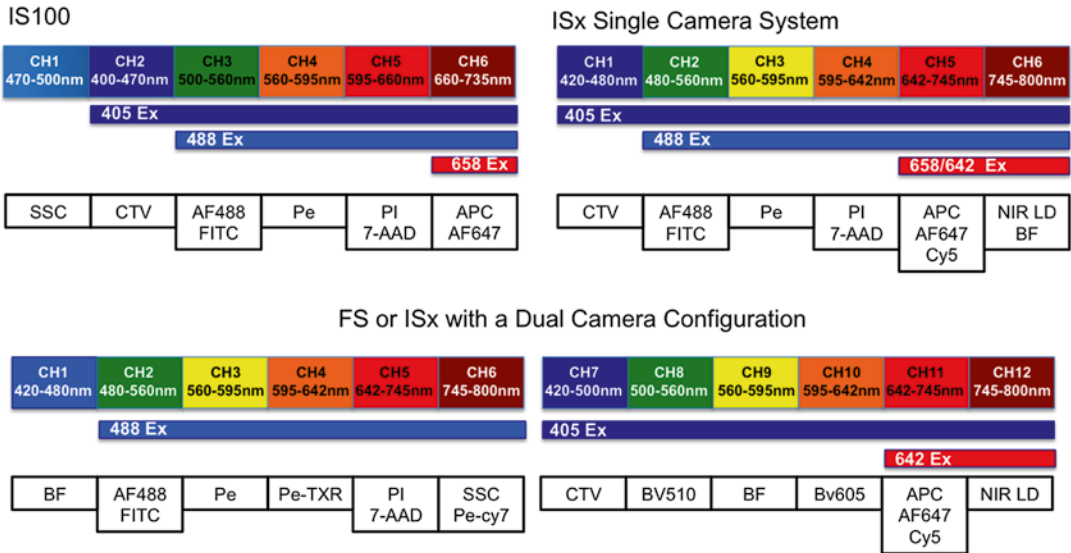 IS100
CH1 CH2 CH3 CH4 CH5 CH6
470-500nm 400-470nm 500-560nm 560-595nm 595-660nm 660-735nm
405 Ex
488 Ex
658 Ex
SSC CTV AF488 Pe PI APC
FITC 7-AAD AF647
ISx Single Camera System
CH1 CH2 CH3 CH4 CH5 CH6
420-480nm 480-560nm 560-595nm 595-642nm 642-745nm 745-800nm
405 Ex
488 Ex
658/642 Ex
CTV AF488 Pe PI APC NIR LD
FITC 7-AAD AF647 BF
Cy5
FS or ISx with a Dual Camera Configuration
CH1 CH2 CH3 CH4 CH5 CH6
420-480nm 480-560nm 560-595nm 595-642nm 642-745nm 745-800nm
488 Ex
BF AF488 Pe Pe-TXR PI SSC
FITC 7-AAD Pe-cy7
CH7 CH8 CH9 CH10 CH11 CH12
420-500nm 500-560nm 560-595nm 595-642nm 642-745nm 745-800nm
405 Ex
642 Ex
CTV BV510 BF Bv605 APC NIR LD
AF647
Cy5